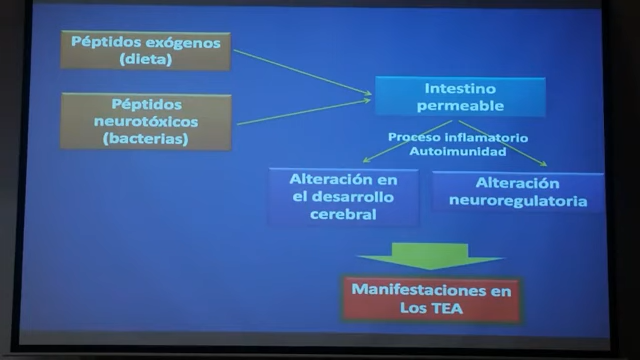 Péptidos exógenos
(dieta)
Péptidos
neurotóxicos
(bacterias)
Intestino
permeable
Proceso inflamatorio
Autoimunidad
Alteración en
el desarrollo
cerebral
Alteración
neuroregulatoria
Manifestaciones en
Los TEA